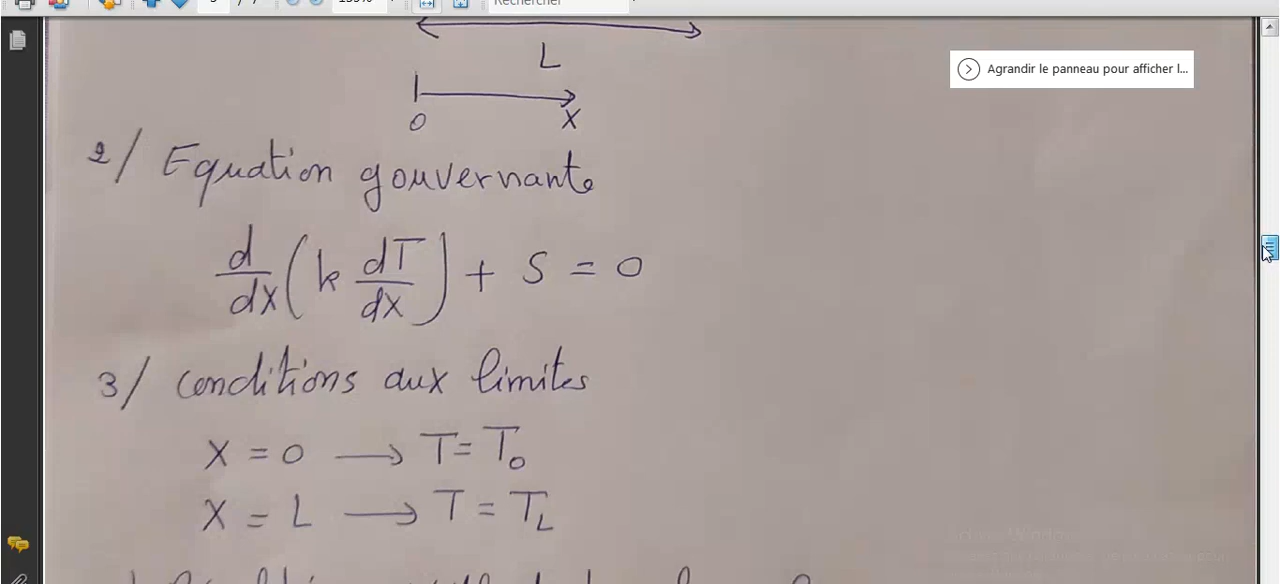 Rechercher
L
Agrandir le panneau pour afficher l...
0 X
2/ Equation gouvernante
d/dx (k dT/dx) + S = 0
3/ conditions aux limites
X = 0 → T = T₀
X = L → T = T_L